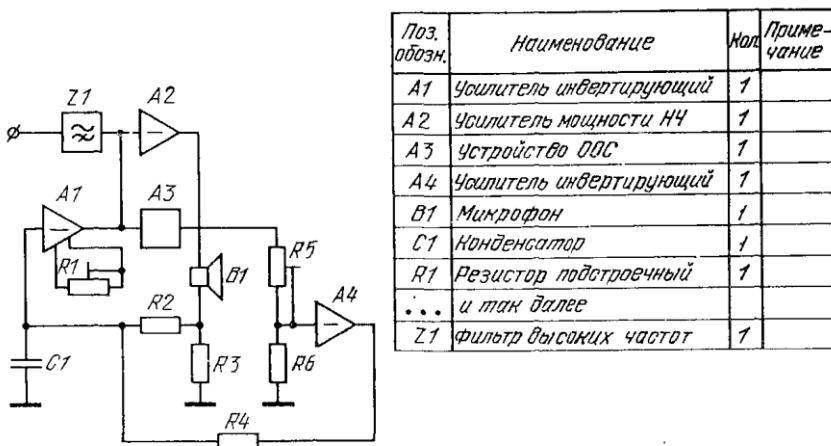 Z1
A2
A1
A3
R1
B1
R5
A4
R2
C1
R3
R6
R4
Поз. обозн. Наименование Кол Приме-чание
A1 Усилитель инвертирующий 1
A2 Усилитель мощности НЧ 1
A3 Устройство ООС 1
A4 Усилитель инвертирующий 1
B1 Микрофон 1
C1 Конденсатор 1
R1 Резистор подстроечный 1
... и так далее
Z1 Фильтр высоких частот 1